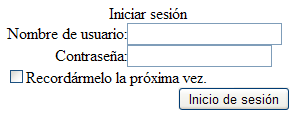 Iniciar sesión
Nombre de usuario:
Contraseña:
Recordármelo la próxima vez.
Inicio de sesión